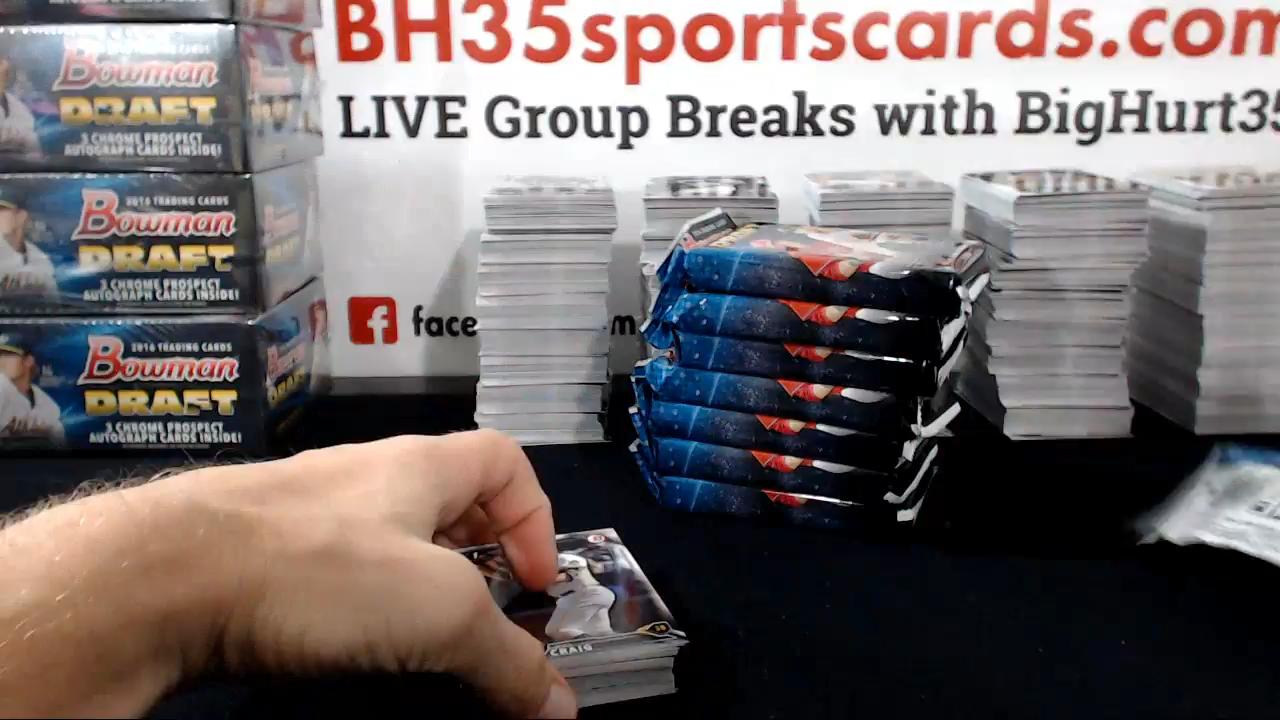 BH35sportscards.com
LIVE Group Breaks with BigHurt35
face
m
Bowman
DRAFT
3 CHROME PROSPECT
AUTOGRAPH CARDS INSIDE!
2016 TRADING CARDS
Bowman
DRAFT
3 CHROME PROSPECT
AUTOGRAPH CARDS INSIDE!
2016 TRADING CARDS
Bowman
DRAFT
3 CHROME PROSPECT
AUTOGRAPH CARDS INSIDE!
CRAIG